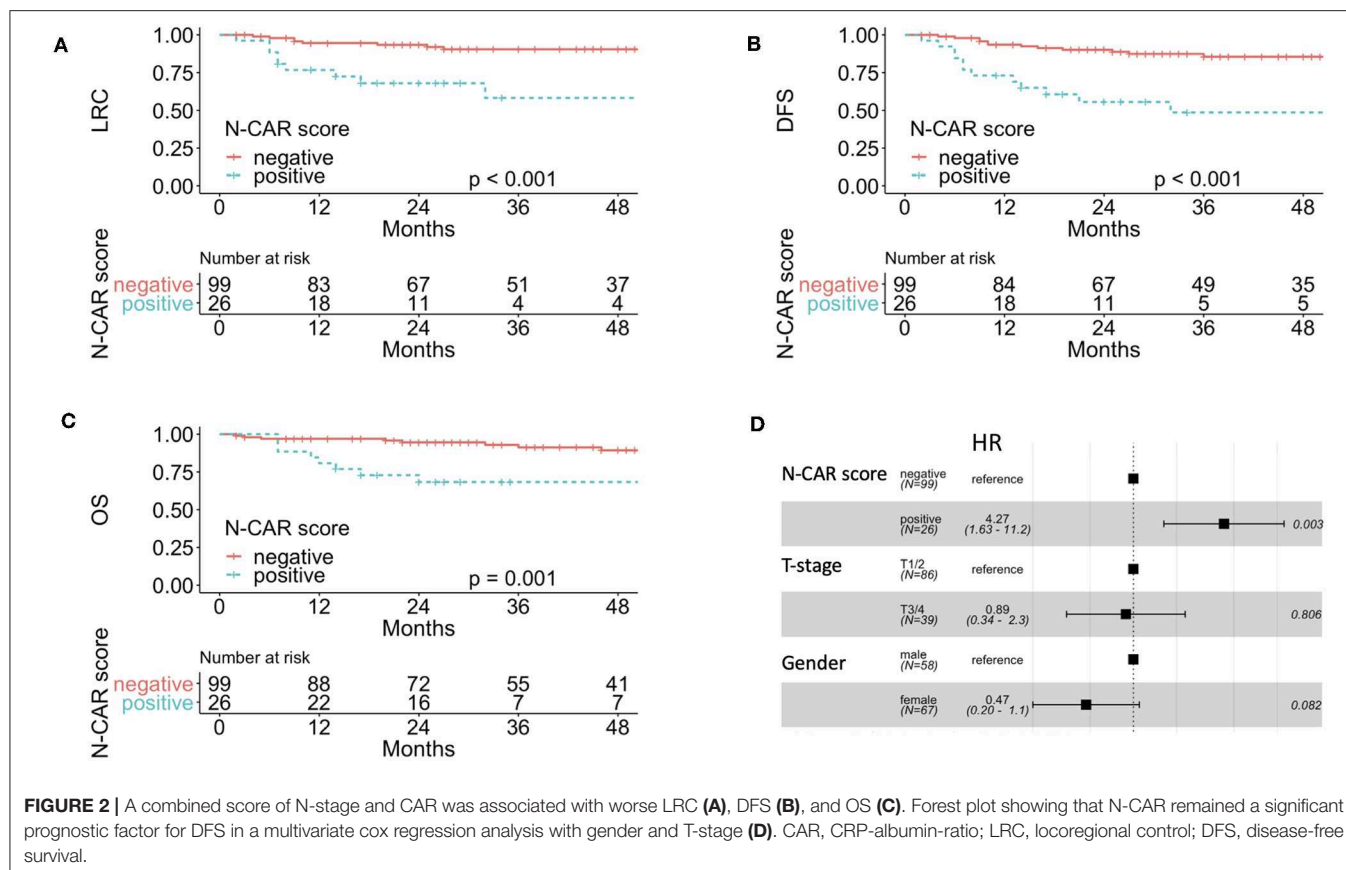 A
LRC
1.00
0.75
0.50
0.25
0.00
N-CAR score
negative
positive
p < 0.001
0 12 24 36 48
Months
N-CAR score
Number at risk
negative 99 83 67 51 37
positive 26 18 11 4 4
0 12 24 36 48
Months
B
DFS
1.00
0.75
0.50
0.25
0.00
N-CAR score
negative
positive
p < 0.001
0 12 24 36 48
Months
N-CAR score
Number at risk
negative 99 84 67 49 35
positive 26 18 11 5 5
0 12 24 36 48
Months
C
OS
1.00
0.75
0.50
0.25
0.00
N-CAR score
negative
positive
p = 0.001
0 12 24 36 48
Months
N-CAR score
Number at risk
negative 99 88 72 55 41
positive 26 22 16 7 7
0 12 24 36 48
Months
D
HR
N-CAR score negative reference
(N=99)
positive 4.27
(N=26) (1.63 - 11.2) 0.003
T-stage T1/2 reference
(N=86)
T3/4 0.89
(N=39) (0.34 - 2.3) 0.806
Gender male reference
(N=58)
female 0.47
(N=67) (0.20 - 1.1) 0.082
FIGURE 2 | A combined score of N-stage and CAR was associated with worse LRC (A), DFS (B), and OS (C). Forest plot showing that N-CAR remained a significant
prognostic factor for DFS in a multivariate cox regression analysis with gender and T-stage (D). CAR, CRP-albumin-ratio; LRC, locoregional control; DFS, disease-free
survival.